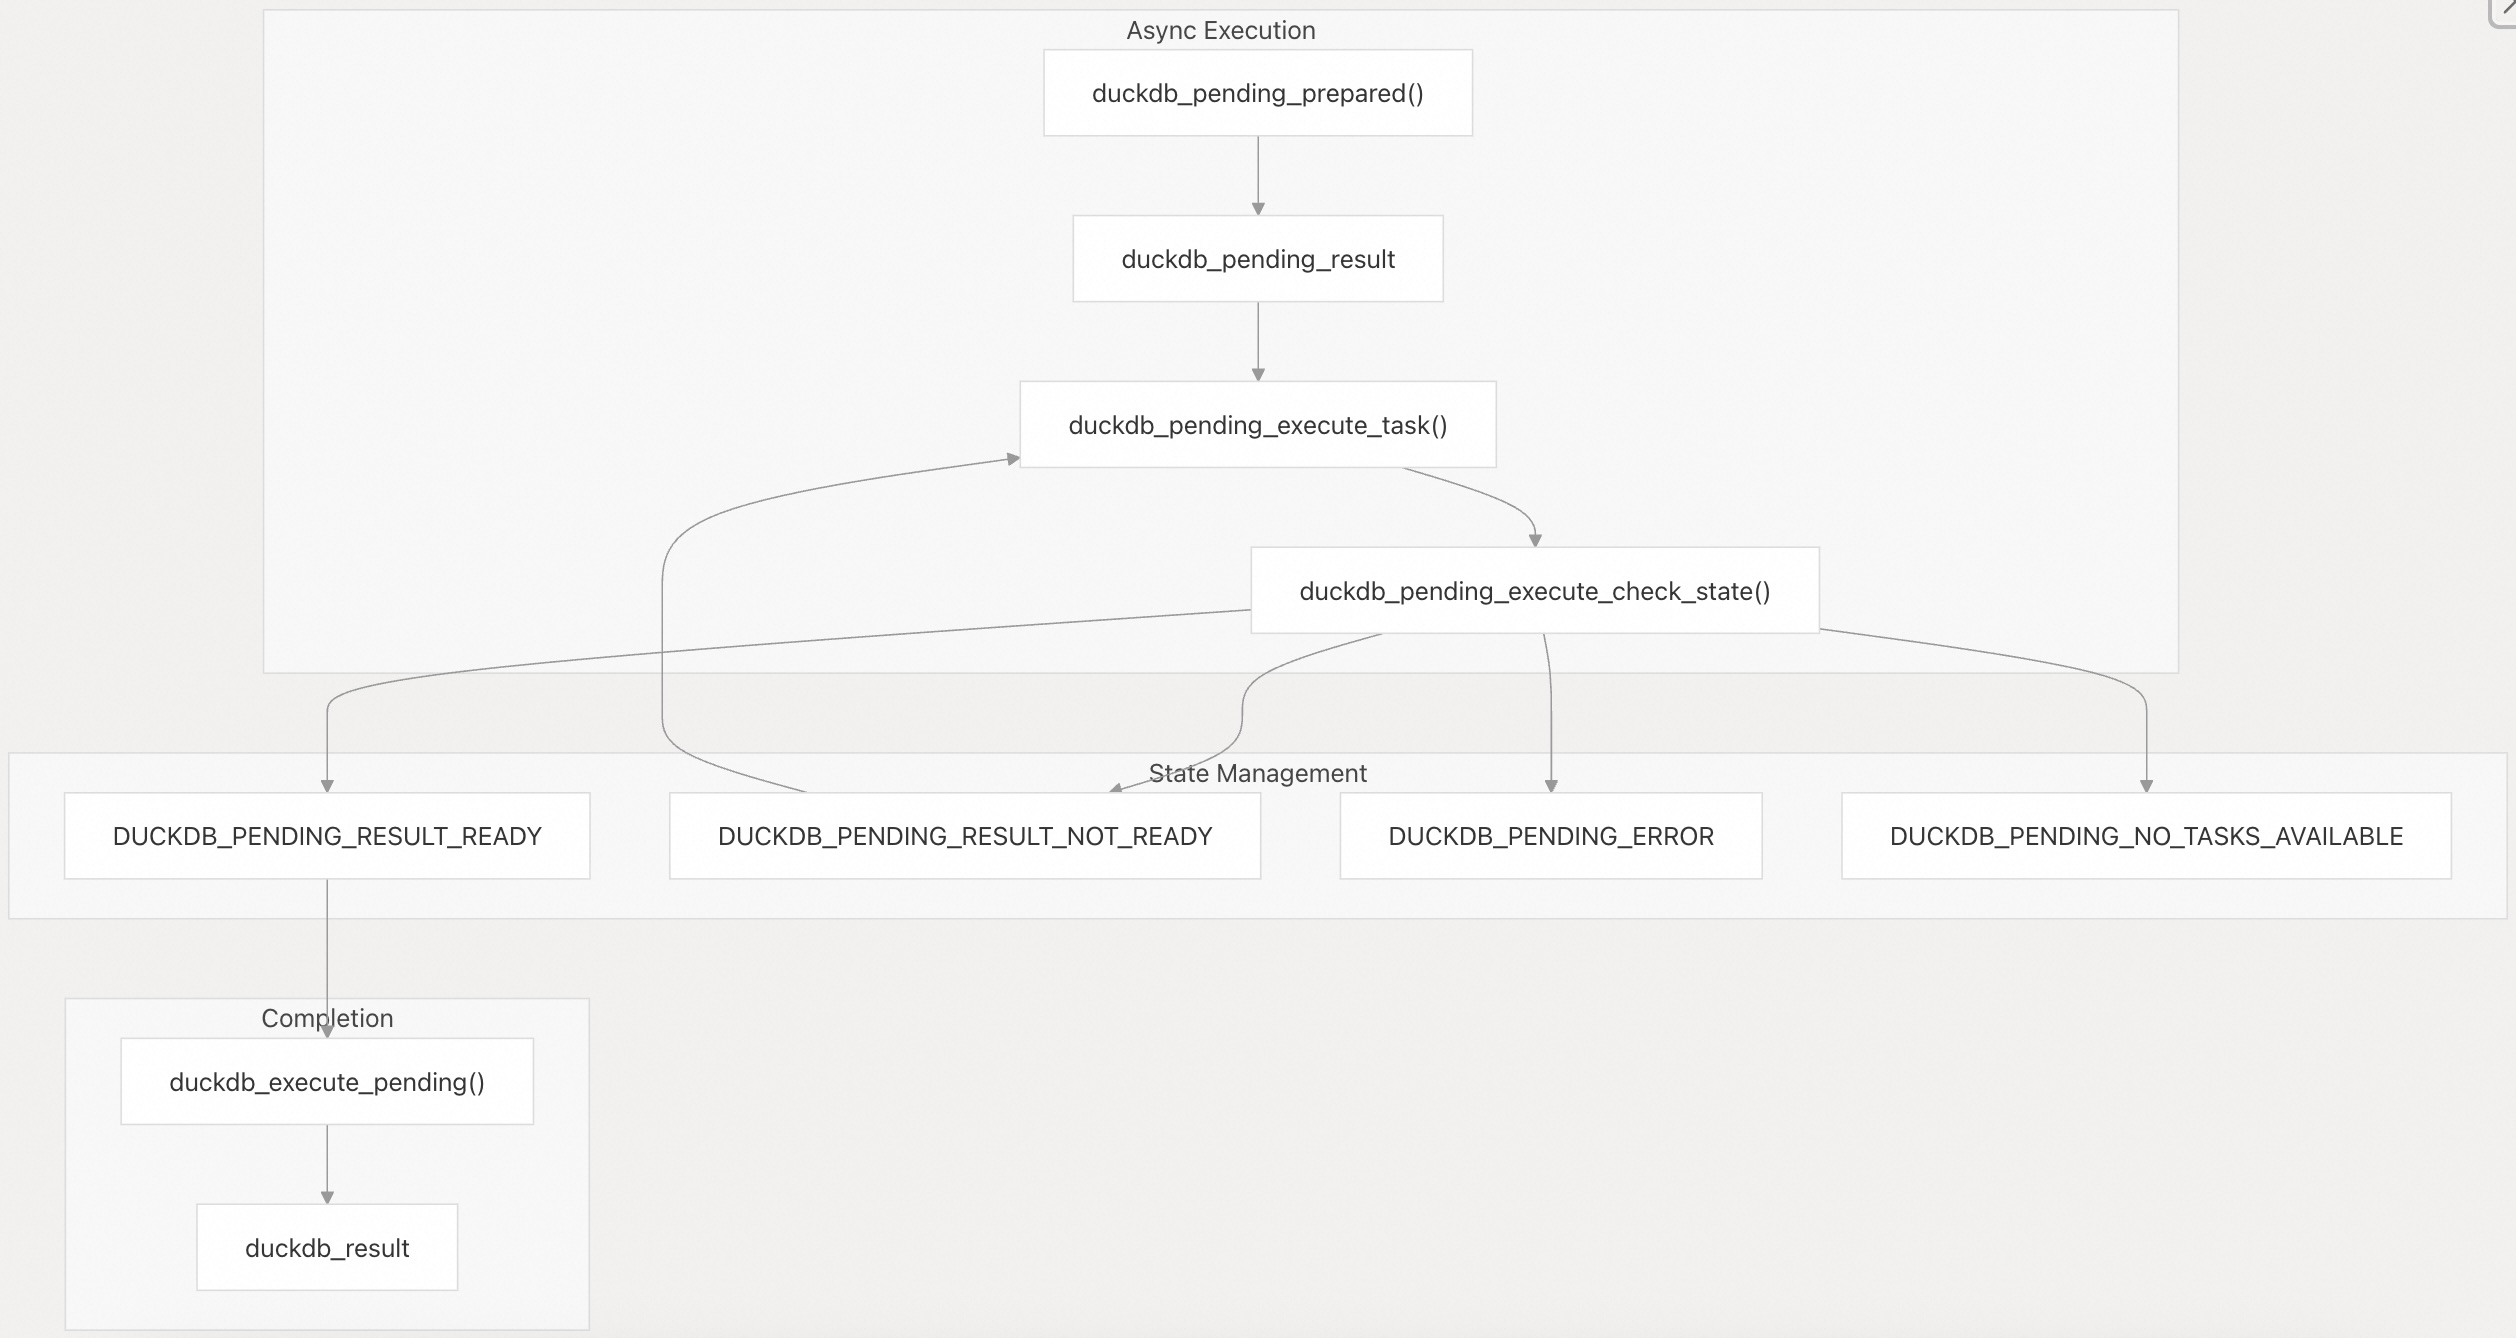 Async Execution
duckdb_pending_prepared()
duckdb_pending_result
duckdb_pending_execute_task()
duckdb_pending_execute_check_state()
State Management
DUCKDB_PENDING_RESULT_READY
DUCKDB_PENDING_RESULT_NOT_READY
DUCKDB_PENDING_ERROR
DUCKDB_PENDING_NO_TASKS_AVAILABLE
Completion
duckdb_execute_pending()
duckdb_result